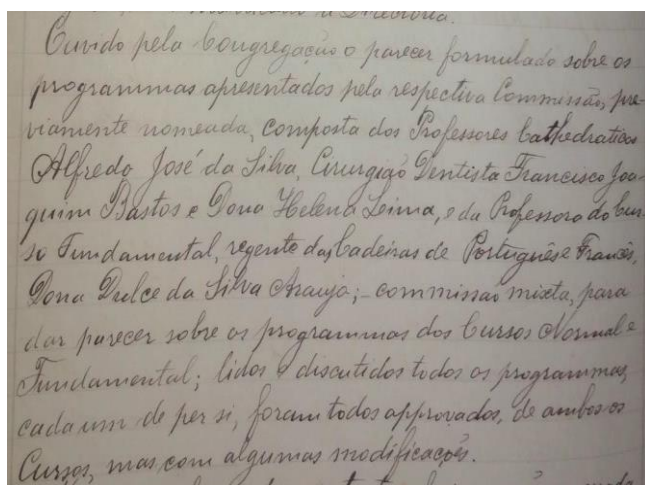 a Directoria.
Ouvido pela Congregação o parecer formulado sobre os
programmas apresentados pela respectiva Commissão, pre-
viamente nomeada, composta dos Professores Cathedraticos
Alfredo José da Silva, Cirurgião Dentista Francisco Joa-
quim Bastos e Dona Helena Lima, e da Professora do Cur-
so Fundamental, regente das Cadeiras de Português e Francês,
Dona Dulce da Silva Araujo; - commissão mixta, para
dar parecer sobre os programmas dos Cursos Normal e
Fundamental; lidos e discutidos todos os programmas,
cada um de per si, foram todos approvados, de ambos os
Cursos, mas com algumas modificações.